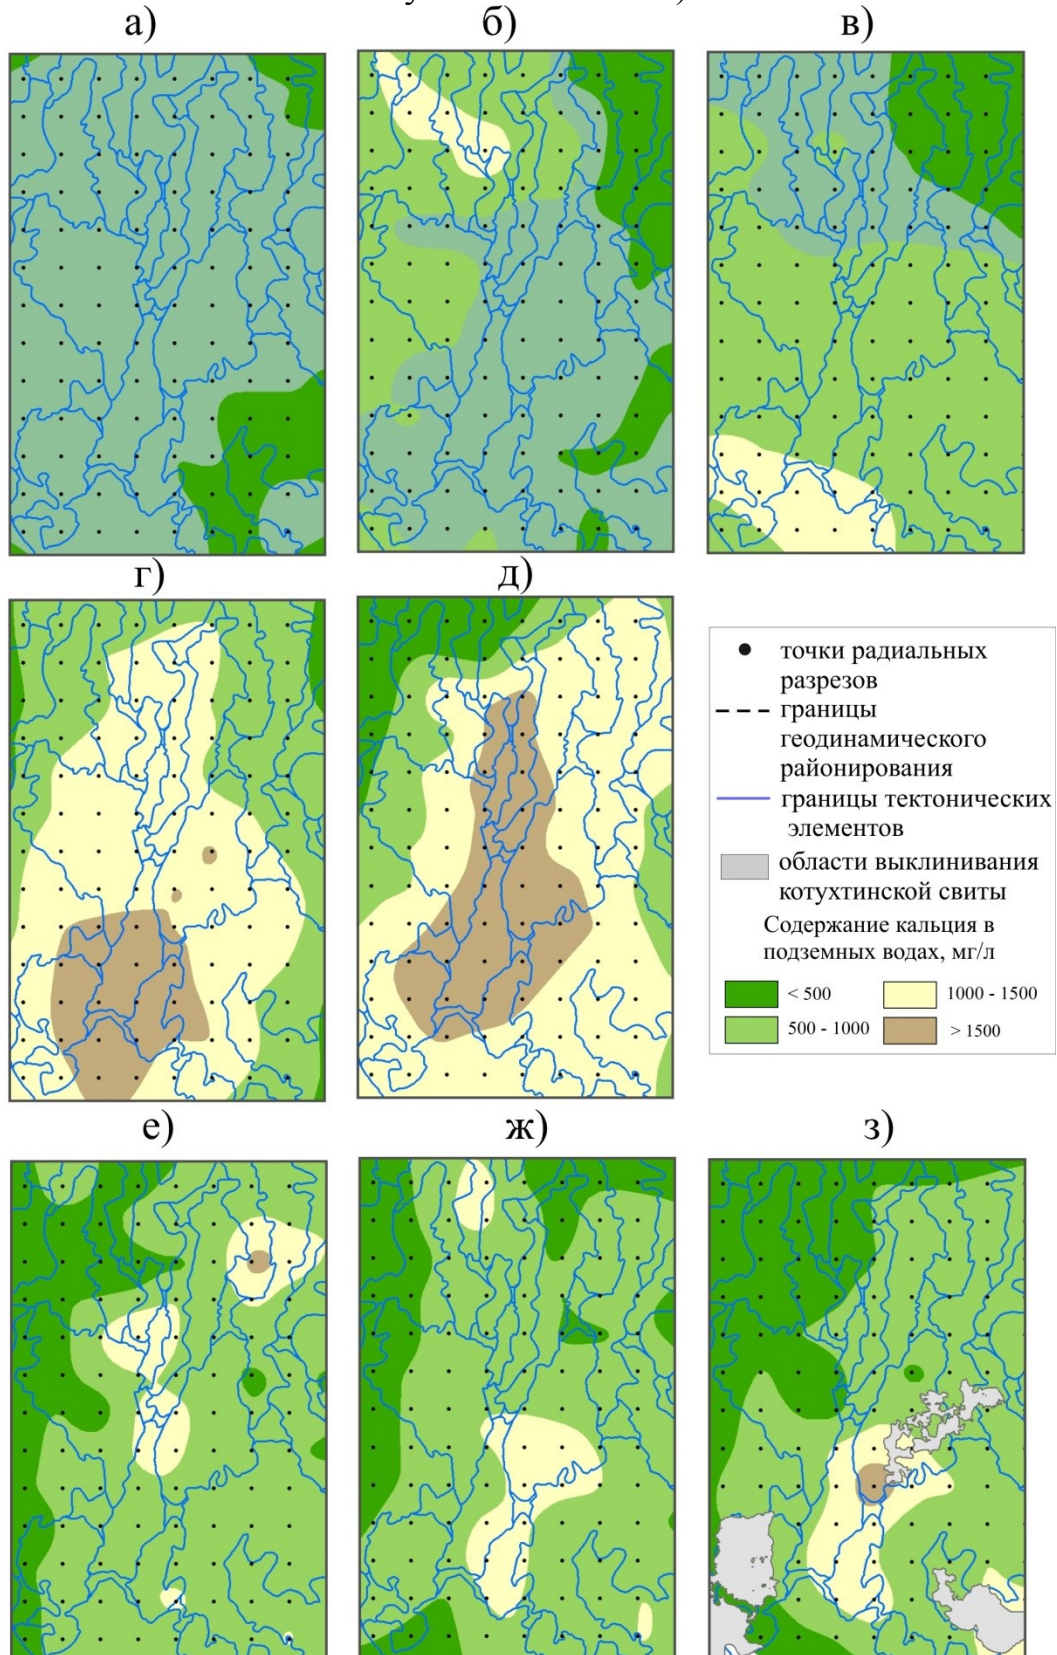 а)
б)
в)
г)
д)
точки радиальных
разрезов
границы
геодинамического
районирования
границы тектонических
элементов
области выклинивания
котухтинской свиты
Содержание кальция в
подземных водах, мг/л
< 500
1000 - 1500
500 - 1000
> 1500
е)
ж)
з)